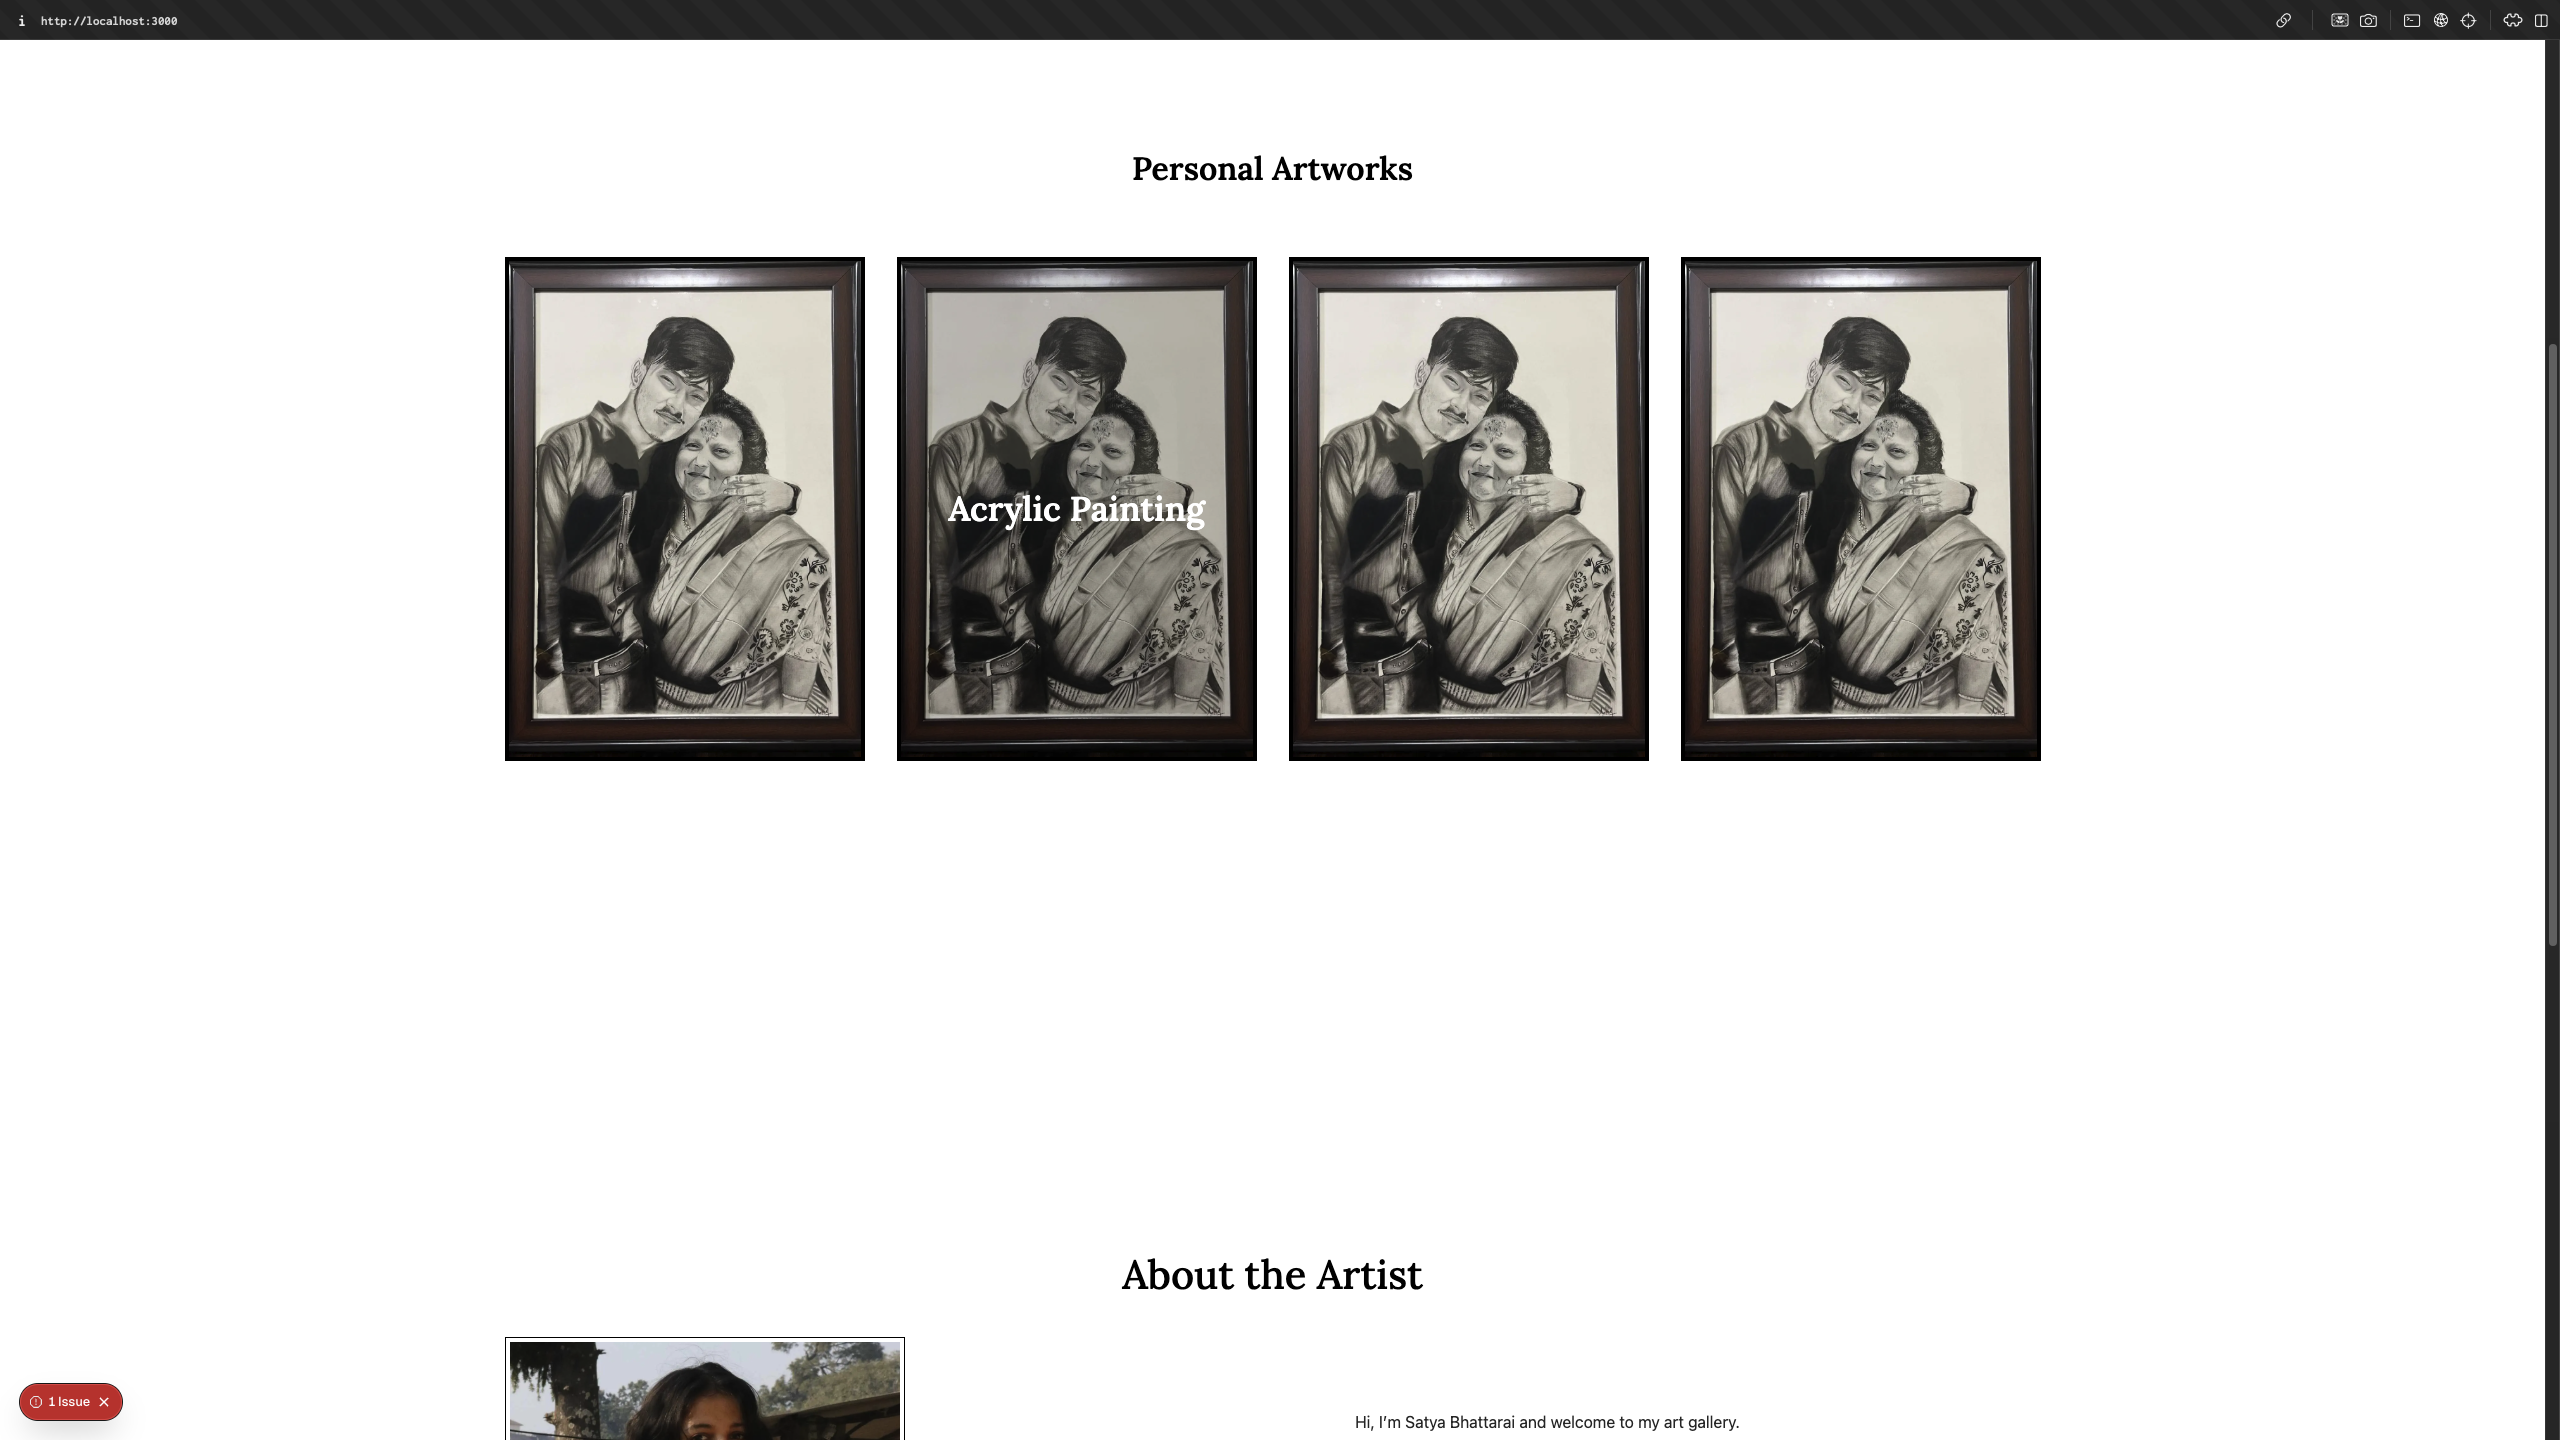 http://localhost:3000
Personal Artworks
Acrylic Painting
About the Artist
Hi, I'm Satya Bhattarai and welcome to my art gallery.
1 Issue